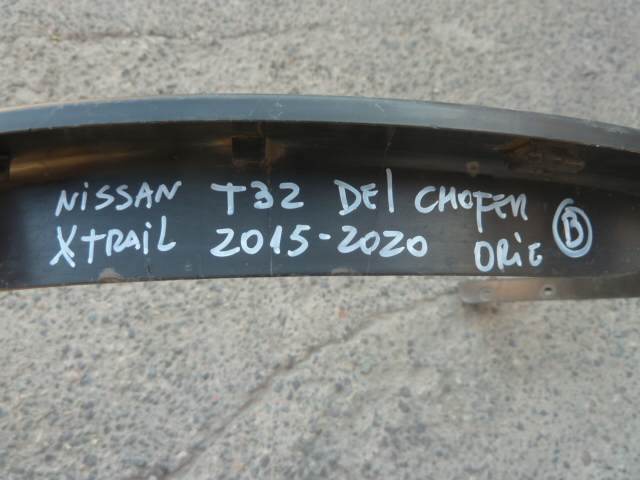 NiSSAN T32 DEl CHOFER
XTRAiL 2015-2020 ORiG B